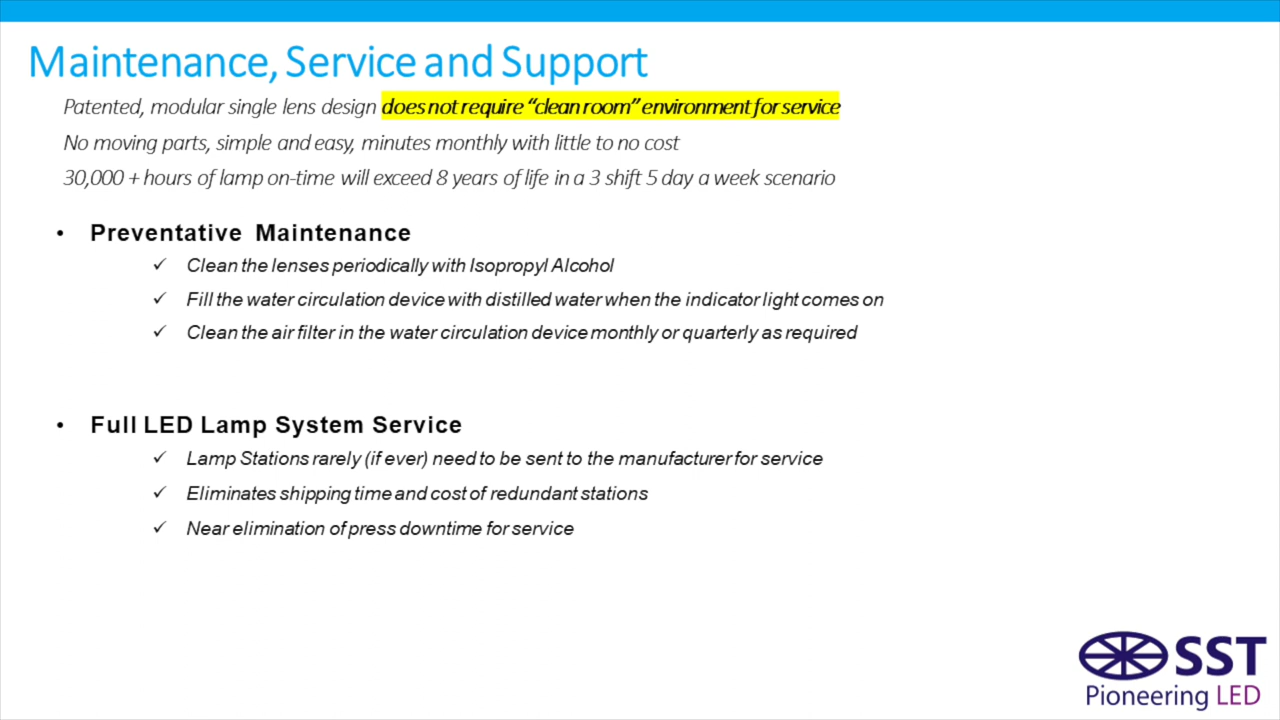 Maintenance, Service and Support
Patented, modular single lens design does not require “clean room” environment for service
No moving parts, simple and easy, minutes monthly with little to no cost
30,000 + hours of lamp on-time will exceed 8 years of life in a 3 shift 5 day a week scenario
• Preventative Maintenance
✓ Clean the lenses periodically with Isopropyl Alcohol
✓ Fill the water circulation device with distilled water when the indicator light comes on
✓ Clean the air filter in the water circulation device monthly or quarterly as required
• Full LED Lamp System Service
✓ Lamp Stations rarely (if ever) need to be sent to the manufacturer for service
✓ Eliminates shipping time and cost of redundant stations
✓ Near elimination of press downtime for service
SST
Pioneering LED